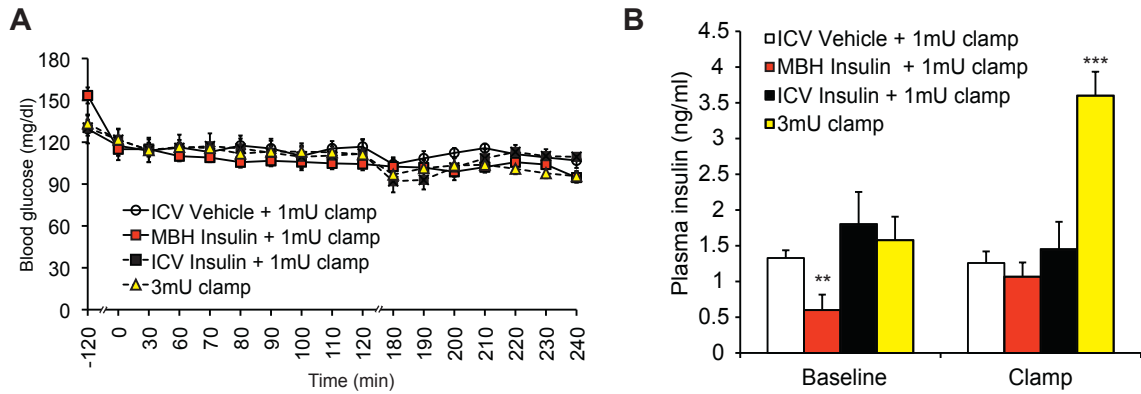 A
180
150
120
90
60
30
0
Blood glucose (mg/dl)
ICV Vehicle + 1mU clamp
MBH Insulin + 1mU clamp
ICV Insulin + 1mU clamp
3mU clamp
-120 0 30 60 70 80 90 100 110 120 180 190 200 210 220 230 240
Time (min)
B
4.5
4
3.5
3
2.5
2
1.5
1
0.5
0
Plasma insulin (ng/ml)
ICV Vehicle + 1mU clamp
MBH Insulin + 1mU clamp
ICV Insulin + 1mU clamp
3mU clamp
**
***
Baseline Clamp